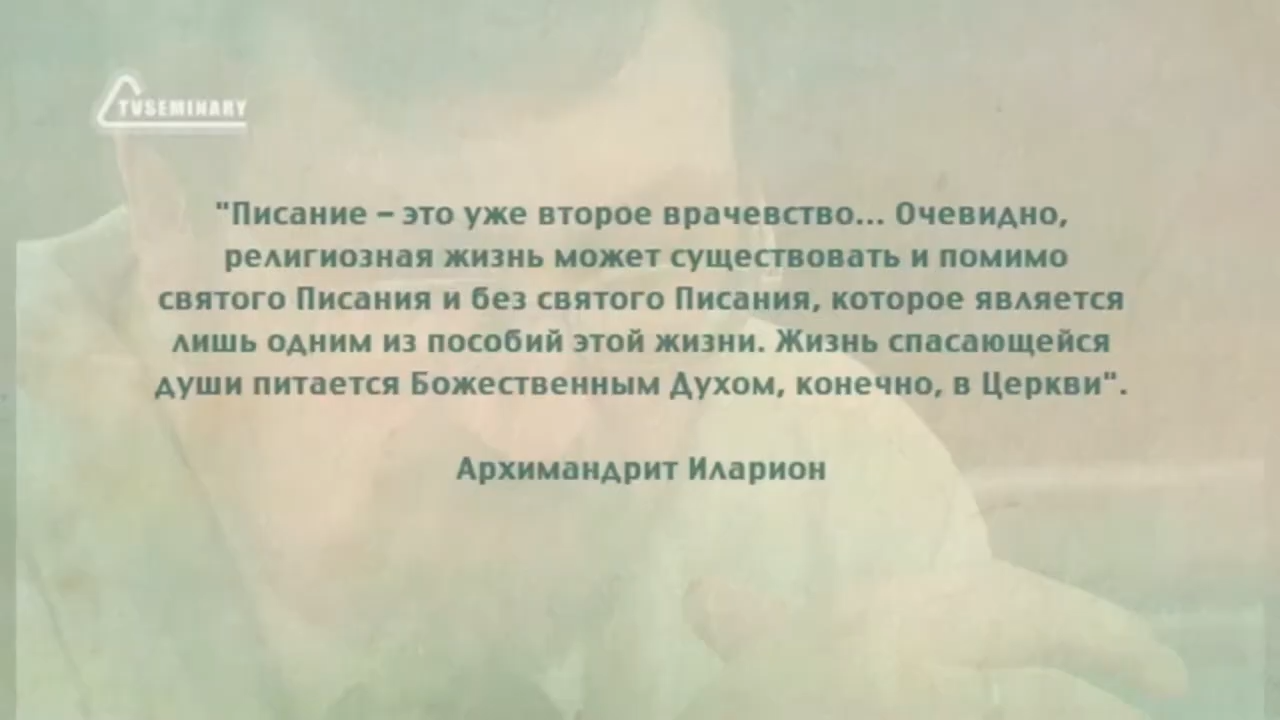 TVSEMINARY
"Писание – это уже второе врачевство... Очевидно,
религиозная жизнь может существовать и помимо
святого Писания и без святого Писания, которое является
лишь одним из пособий этой жизни. Жизнь спасающейся
души питается Божественным Духом, конечно, в Церкви".
Архимандрит Иларион